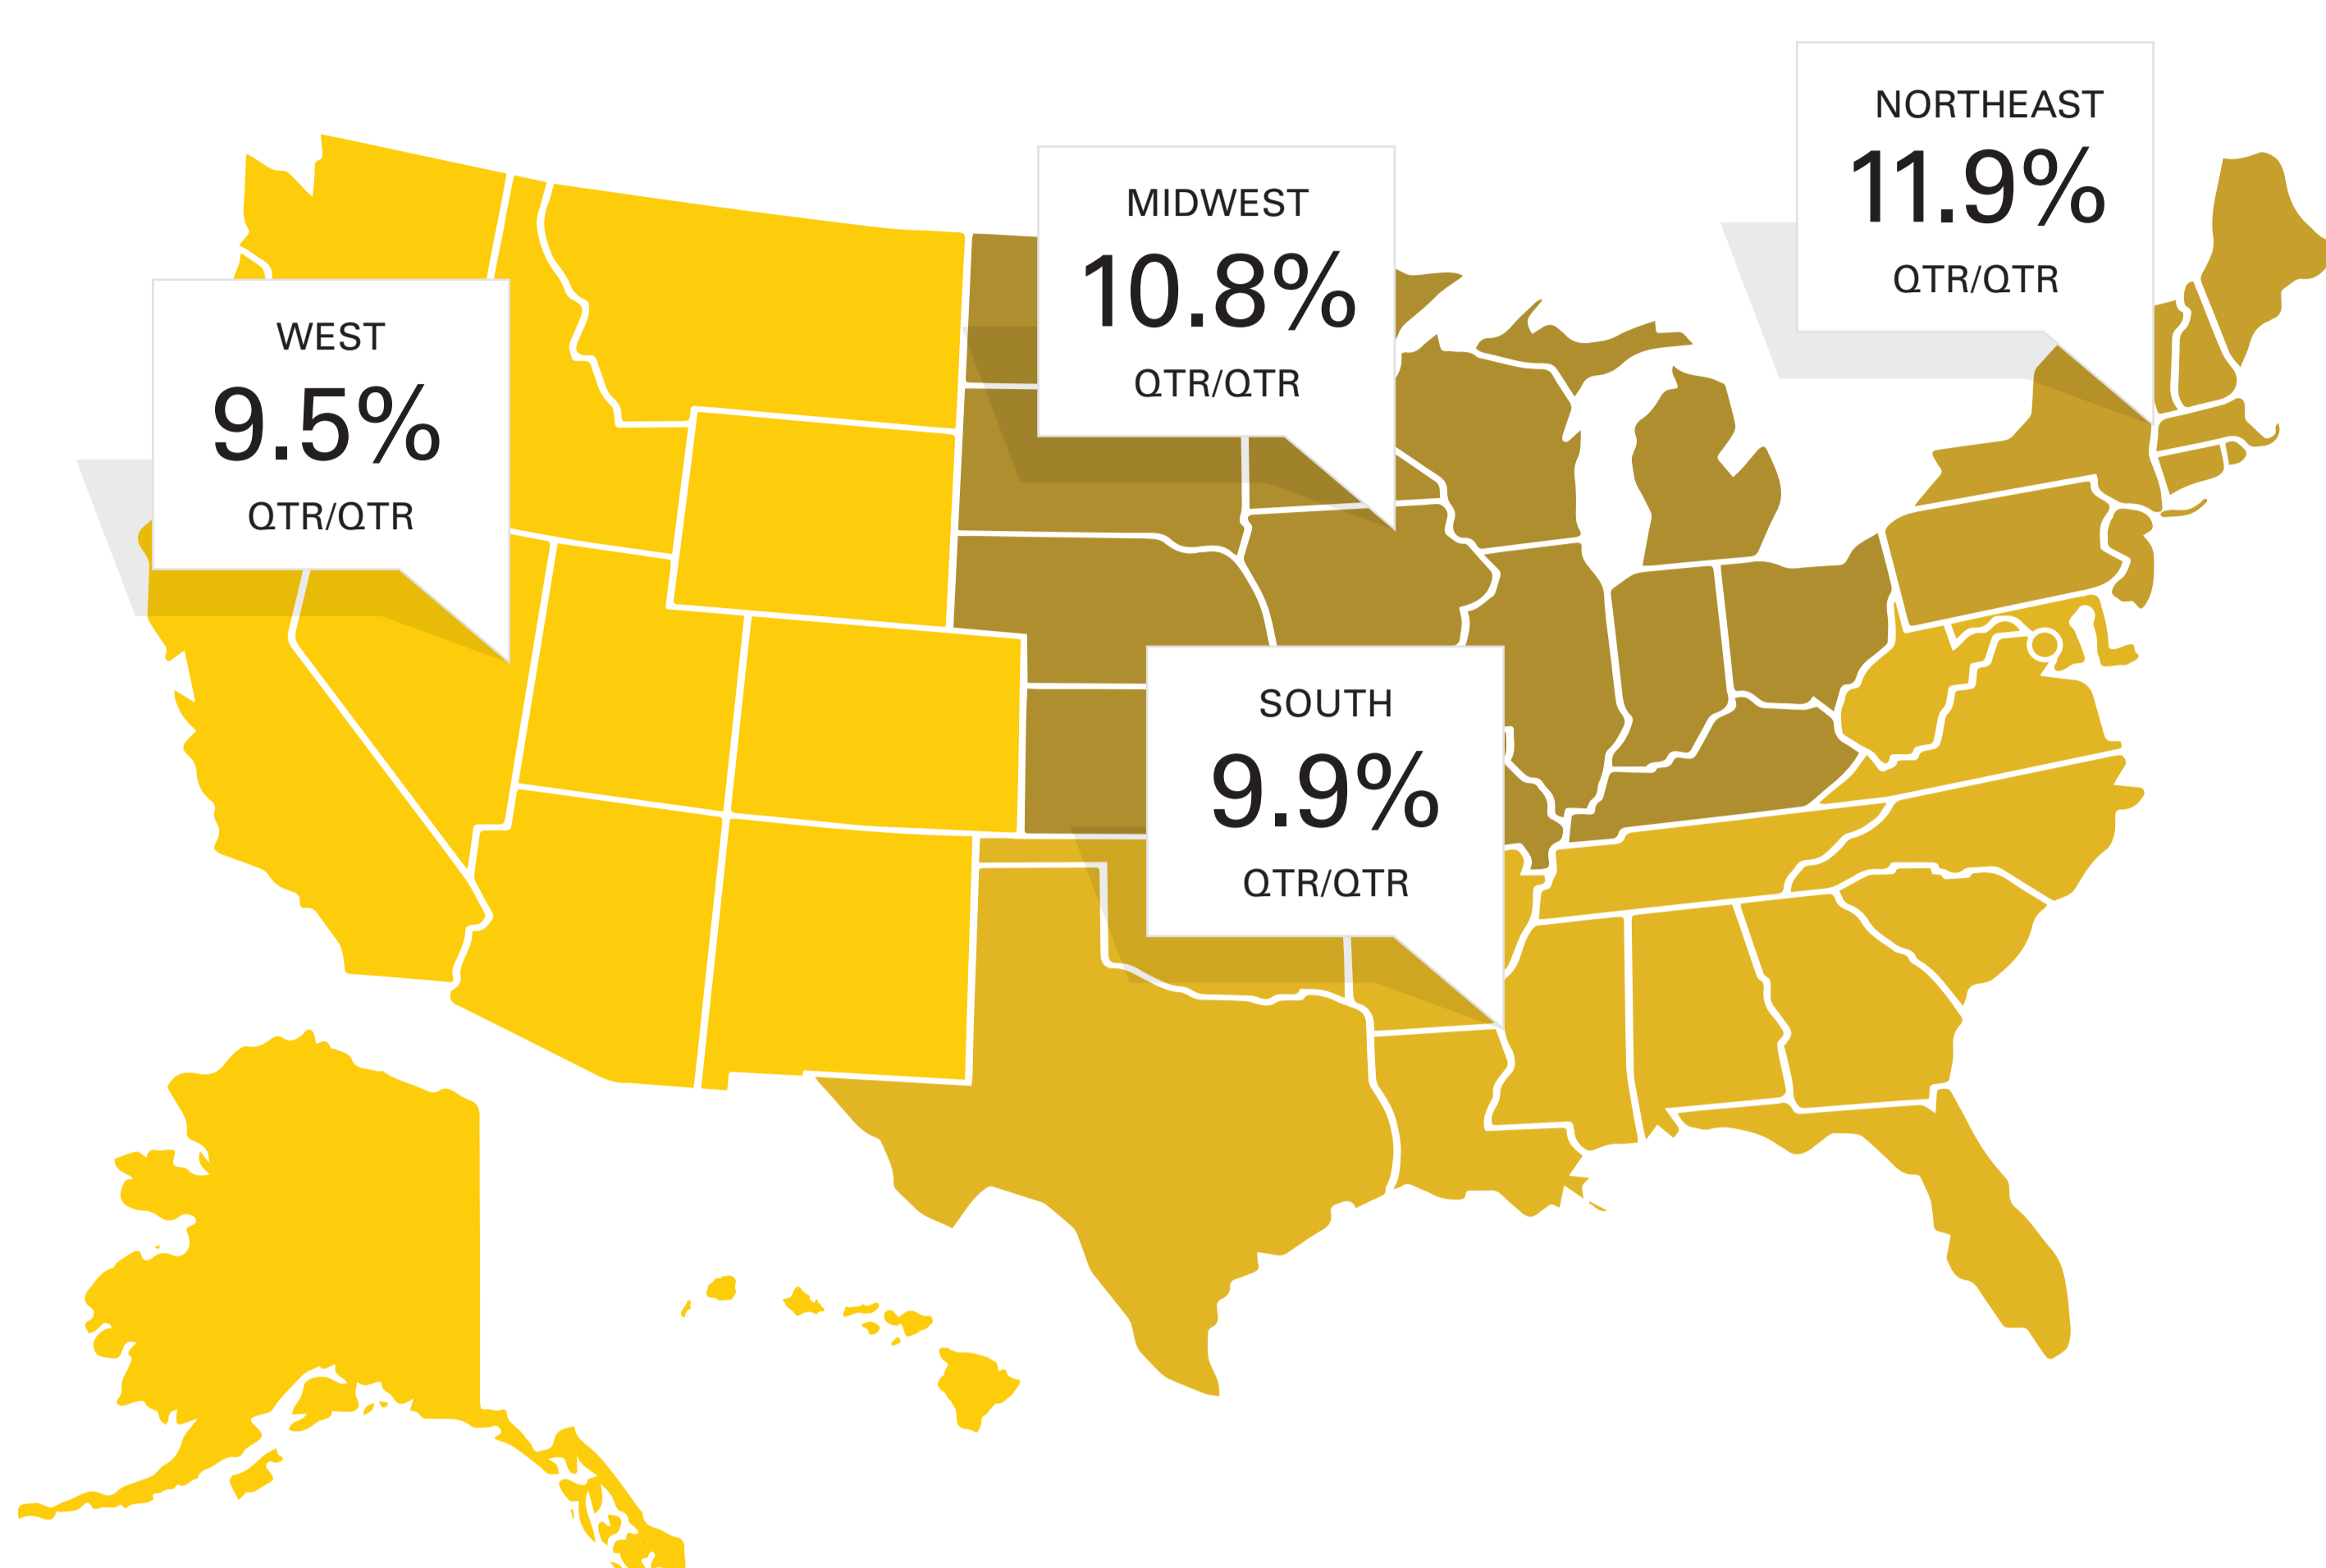 NORTHEAST
11.9%
QTR/QTR
MIDWEST
10.8%
QTR/QTR
WEST
9.5%
QTR/QTR
SOUTH
9.9%
QTR/QTR